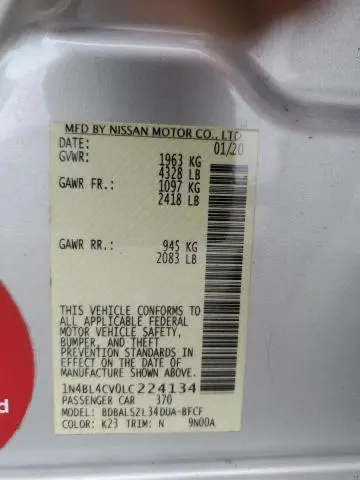 MFD BY NISSAN MOTOR CO., LTD
DATE: 01/20
GVWR: 1963 KG
4328 LB
GAWR FR.: 1097 KG
2418 LB
GAWR RR.: 945 KG
2083 LB
THIS VEHICLE CONFORMS TO
ALL APPLICABLE FEDERAL
MOTOR VEHICLE SAFETY,
BUMPER, AND THEFT
PREVENTION STANDARDS IN
EFFECT ON THE DATE OF
MANUFACTURE SHOWN ABOVE.
1N4BL4CV0LC224134
PASSENGER CAR 370
MODEL: BDBALSZL34DUA-BFCF
COLOR: K23 TRIM: N 9N00A
d